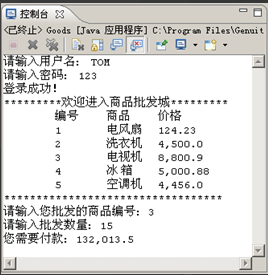 控制台
<已终止> Goods [Java 应用程序] C:\Program Files\Genuit
请输入用户名: TOM
请输入密码: 123
登录成功!
*********欢迎进入商品批发城*********
编号 商品 价格
1 电风扇 124.23
2 洗衣机 4,500.0
3 电视机 8,800.9
4 冰箱 5,000.88
5 空调机 4,456.0
**********************************
请输入您批发的商品编号: 3
请输入批发数量: 15
您需要付款: 132,013.5